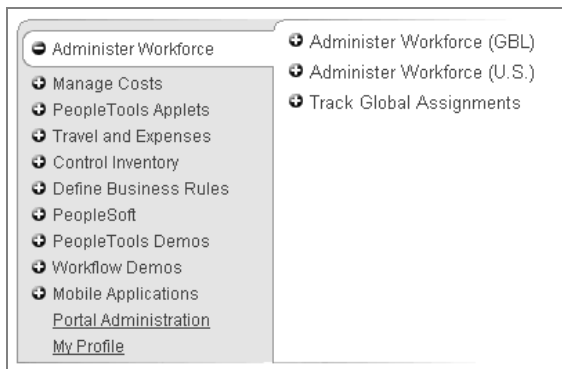 Administer Workforce
Manage Costs
PeopleTools Applets
Travel and Expenses
Control Inventory
Define Business Rules
PeopleSoft
PeopleTools Demos
Workflow Demos
Mobile Applications
Portal Administration
My Profile
Administer Workforce (GBL)
Administer Workforce (U.S.)
Track Global Assignments